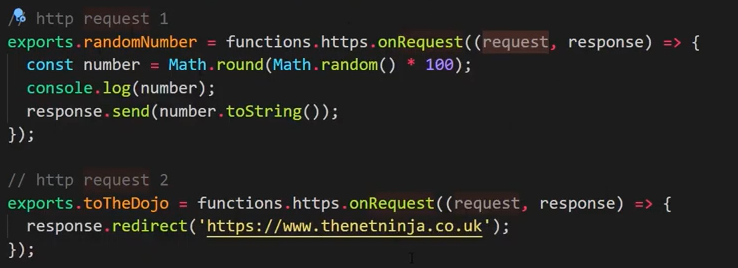 // http request 1
exports.randomNumber = functions.https.onRequest((request, response) => {
  const number = Math.round(Math.random() * 100);
  console.log(number);
  response.send(number.toString());
});

// http request 2
exports.toTheDojo = functions.https.onRequest((request, response) => {
  response.redirect('https://www.thenetninja.co.uk');
});